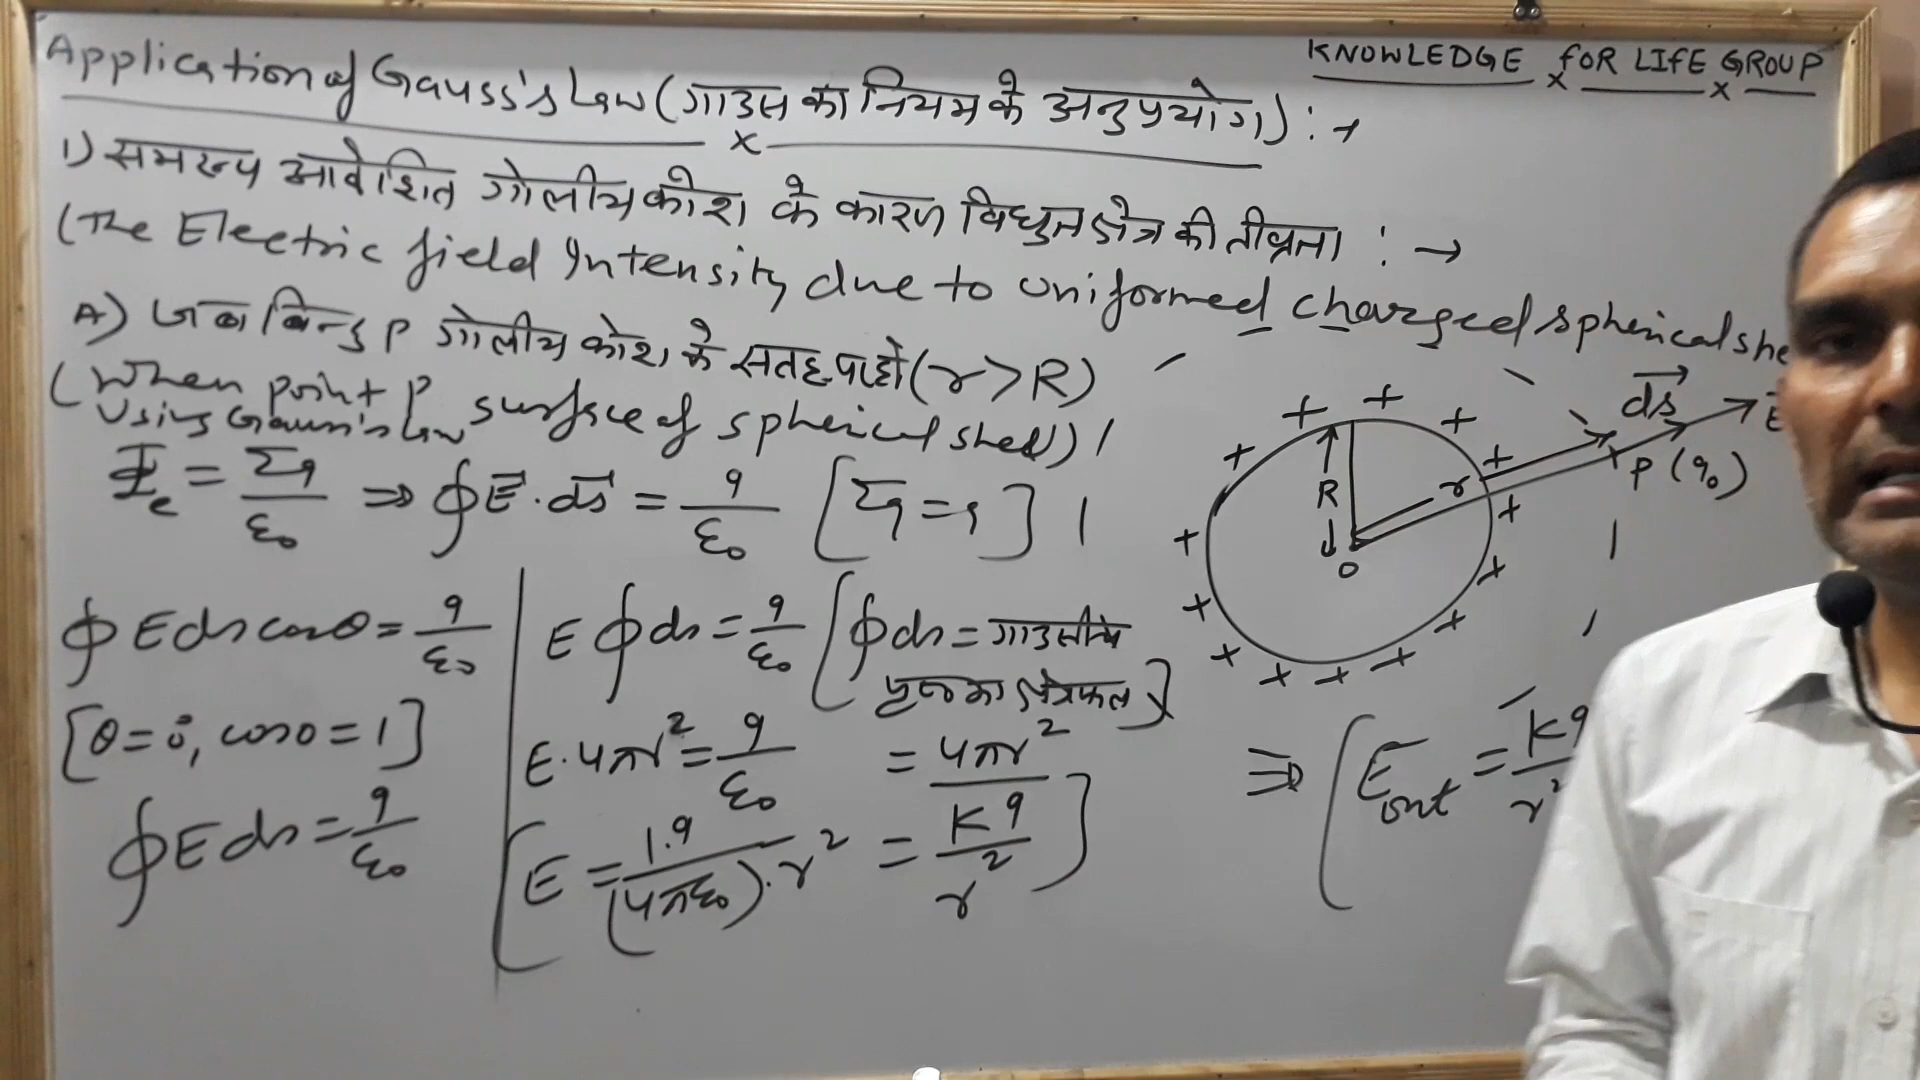 KNOWLEDGE FOR LIFE GROUP
Application of Gauss's Law (गाउस का नियम के अनुप्रयोग) : →
1) समरूप आवेशित गोलीय कोश के कारण विधुत क्षेत्र की तीव्रता : →
(The Electric field Intensity due to uniformed charged spherical she
A) जब बिन्दु P गोलीय कोश के सतह पर हो (r > R)
(When point P surface of spherical shell)
Using Gauss's Law
Φe = Σq/ε₀ ⇒ ∮E⃗ · ds⃗ = q/ε₀ [Σq = q]
∮ E ds cosθ = q/ε₀
[θ = 0°, cos0 = 1]
∮ E ds = q/ε₀
E ∮ ds = q/ε₀ [∮ ds = गाउसीय
पृष्ठ का क्षेत्रफल]
= 4πr²
E · 4πr² = q/ε₀
[E = 1·q/(4πε₀)·r² = Kq/r²]
⇒ [E out = Kq/r²
+ + + + + + + + + + + + + + + +
R
O
r
ds⃗
E
P (q₀)